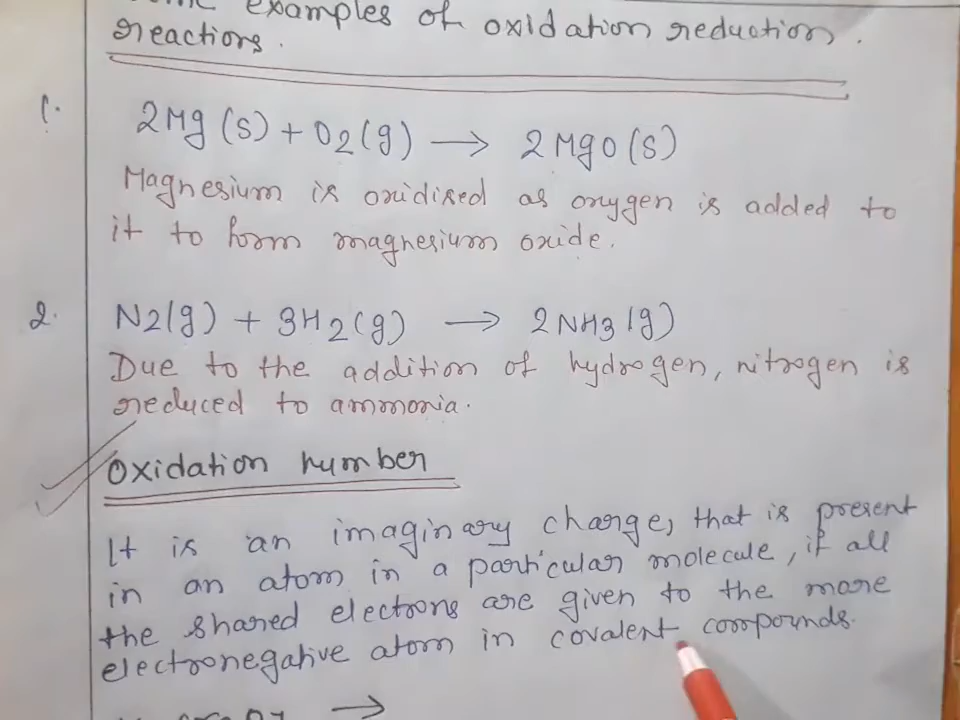 examples of oxidation reduction
reactions.
1. 2Mg (s) + O2 (g) → 2 MgO (s)
Magnesium is oxidised as oxygen is added to
it to form magnesium oxide.
2. N2(g) + 3H2(g) → 2NH3(g)
Due to the addition of hydrogen, nitrogen is
reduced to ammonia.
Oxidation number
It is an imaginary charge, that is present
in an atom in a particular molecule, if all
the shared electrons are given to the more
electronegative atom in covalent compounds.
→